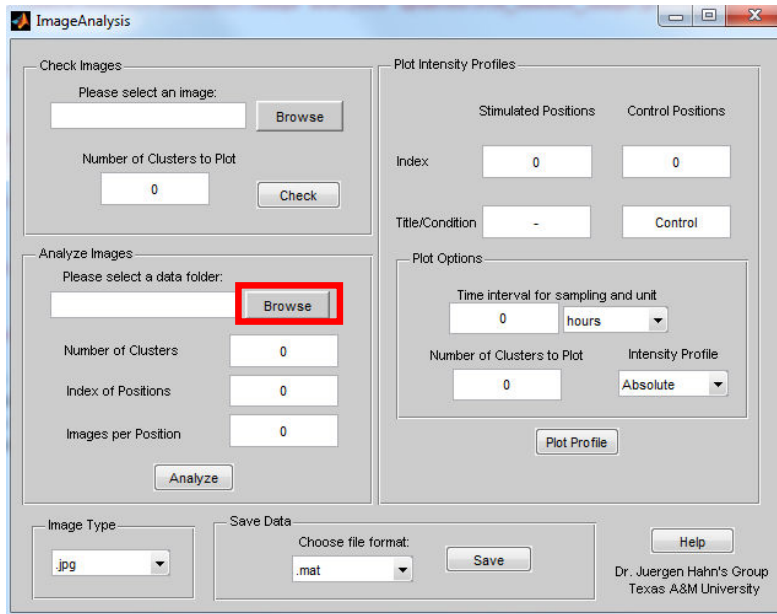 ImageAnalysis
Check Images
Please select an image:
Browse
Number of Clusters to Plot
0
Check
Analyze Images
Please select a data folder:
Browse
Number of Clusters
0
Index of Positions
0
Images per Position
0
Analyze
Plot Intensity Profiles
Stimulated Positions Control Positions
Index 0 0
Title/Condition - Control
Plot Options
Time interval for sampling and unit
0 hours
Number of Clusters to Plot Intensity Profile
0 Absolute
Plot Profile
Image Type
.jpg
Save Data
Choose file format:
.mat
Save
Help
Dr. Juergen Hahn's Group
Texas A&M University